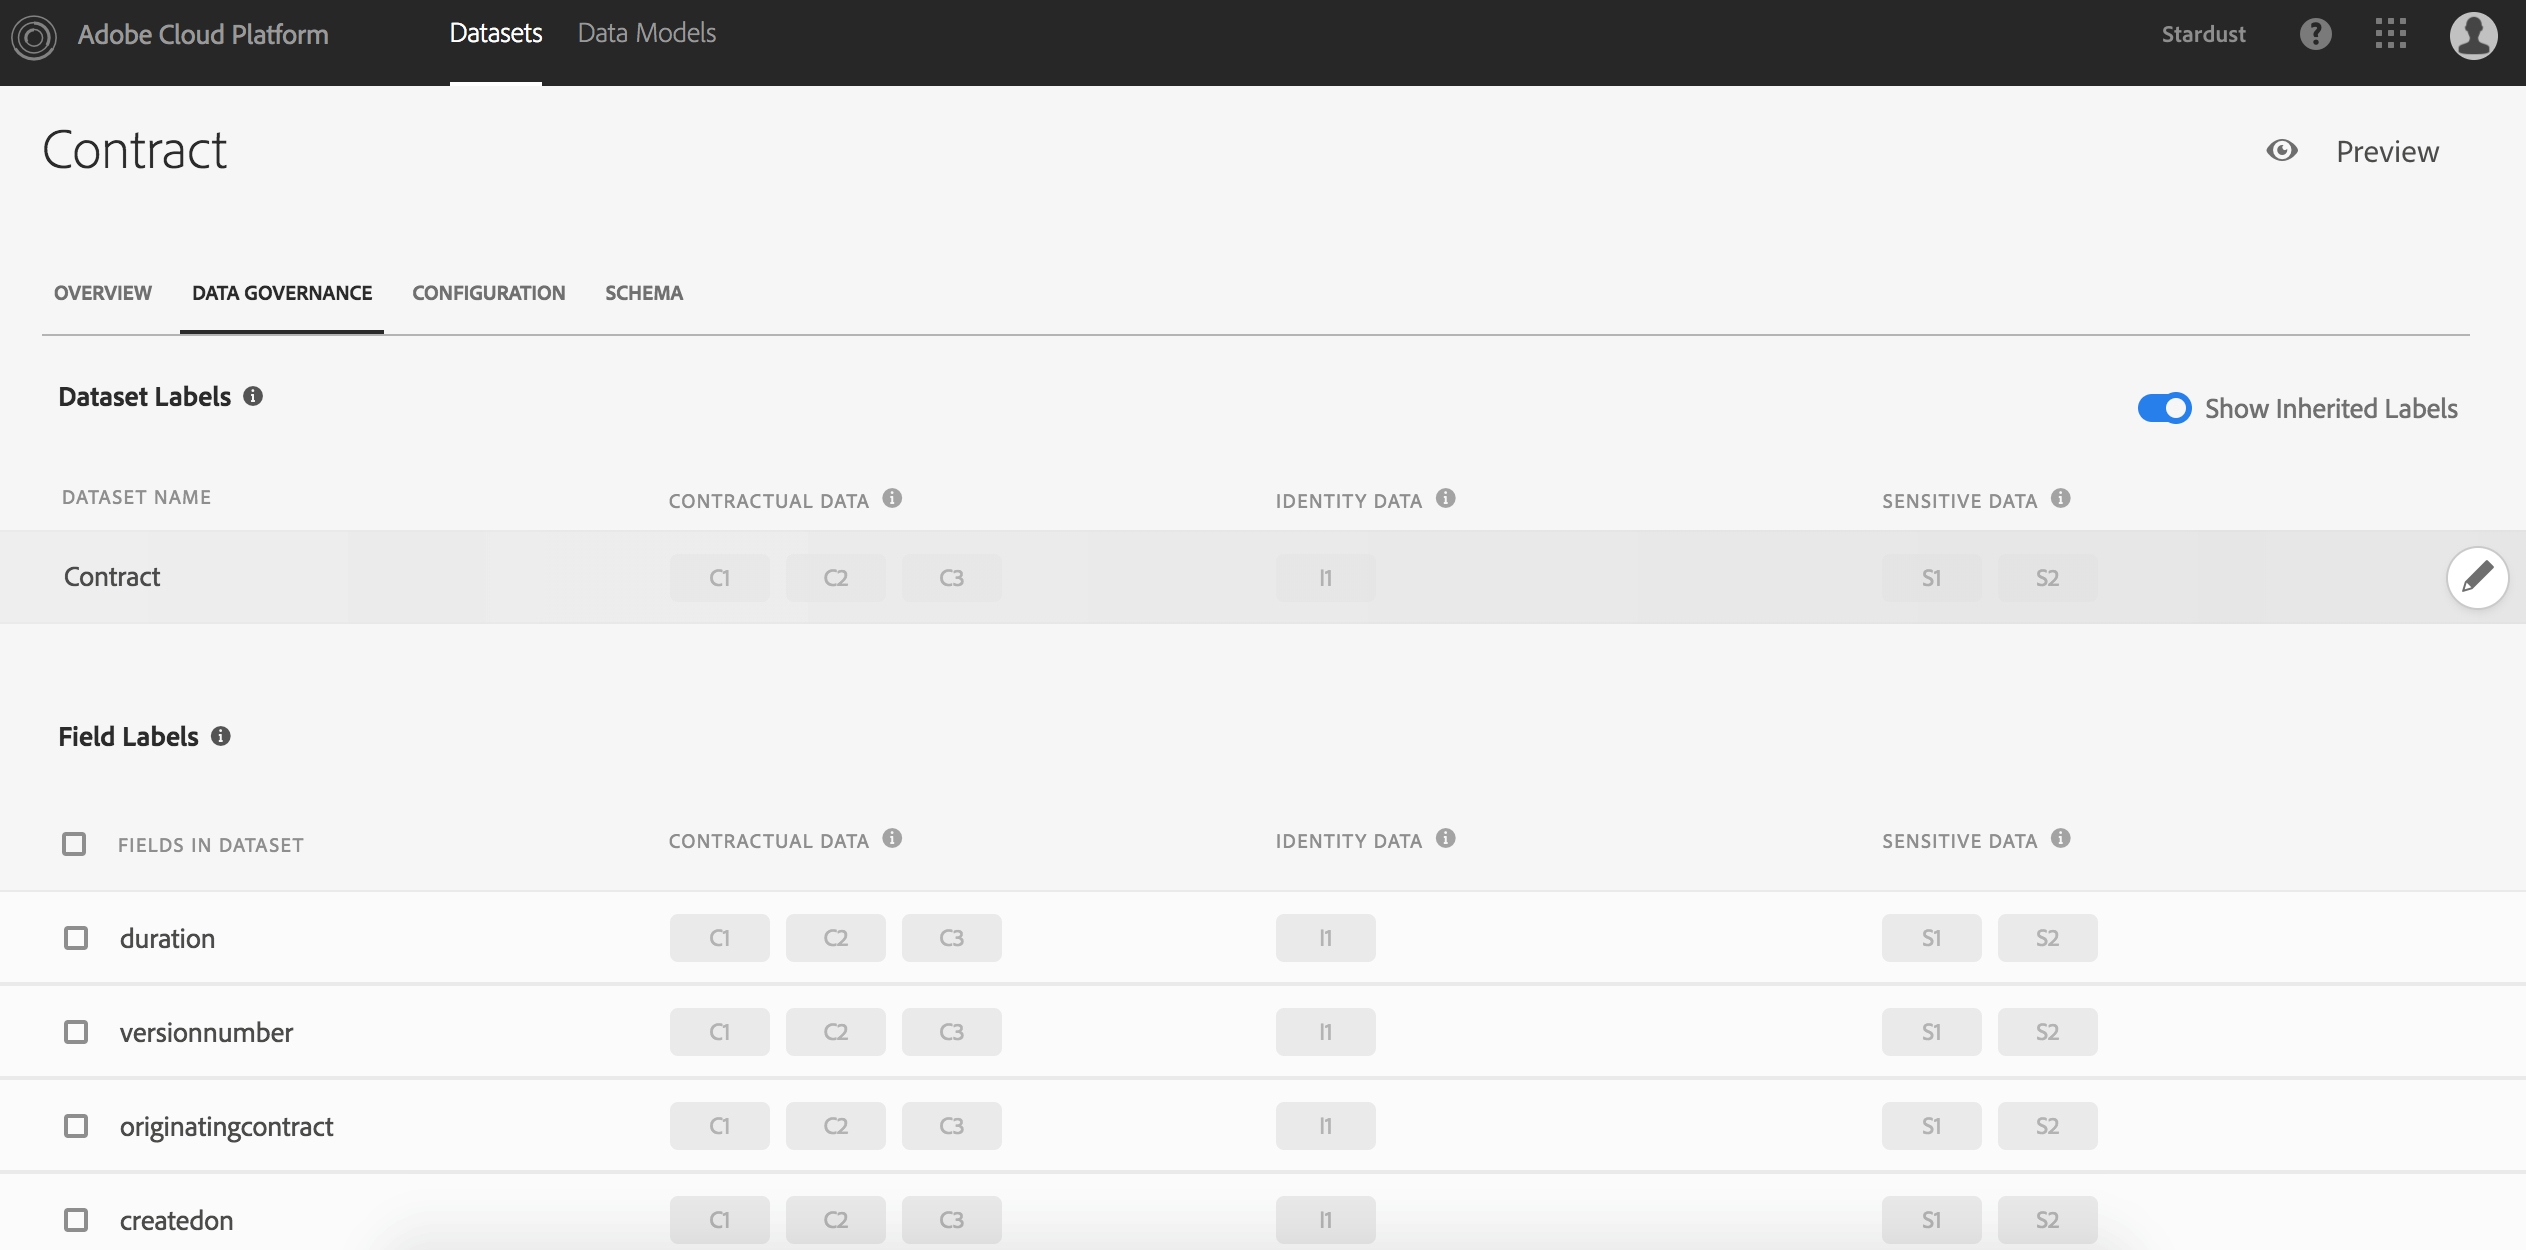 Adobe Cloud Platform Datasets Data Models Stardust
Contract Preview
OVERVIEW DATA GOVERNANCE CONFIGURATION SCHEMA
Dataset Labels Show Inherited Labels
DATASET NAME CONTRACTUAL DATA IDENTITY DATA SENSITIVE DATA
Contract C1 C2 C3 I1 S1 S2
Field Labels
FIELDS IN DATASET CONTRACTUAL DATA IDENTITY DATA SENSITIVE DATA
duration C1 C2 C3 I1 S1 S2
versionnumber C1 C2 C3 I1 S1 S2
originatingcontract C1 C2 C3 I1 S1 S2
createdon C1 C2 C3 I1 S1 S2